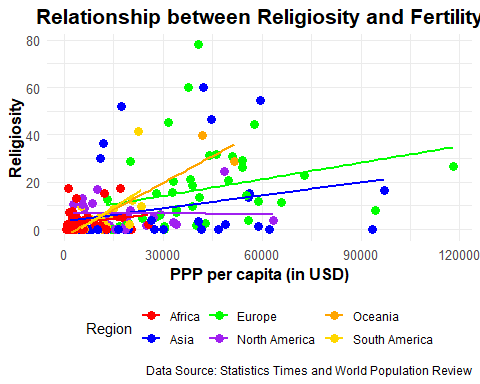 Relationship between Religiosity and Fertility
Religiosity
80
60
40
20
0
0
30000
60000
90000
120000
PPP per capita (in USD)
Region
Africa
Europe
Oceania
Asia
North America
South America
Data Source: Statistics Times and World Population Review